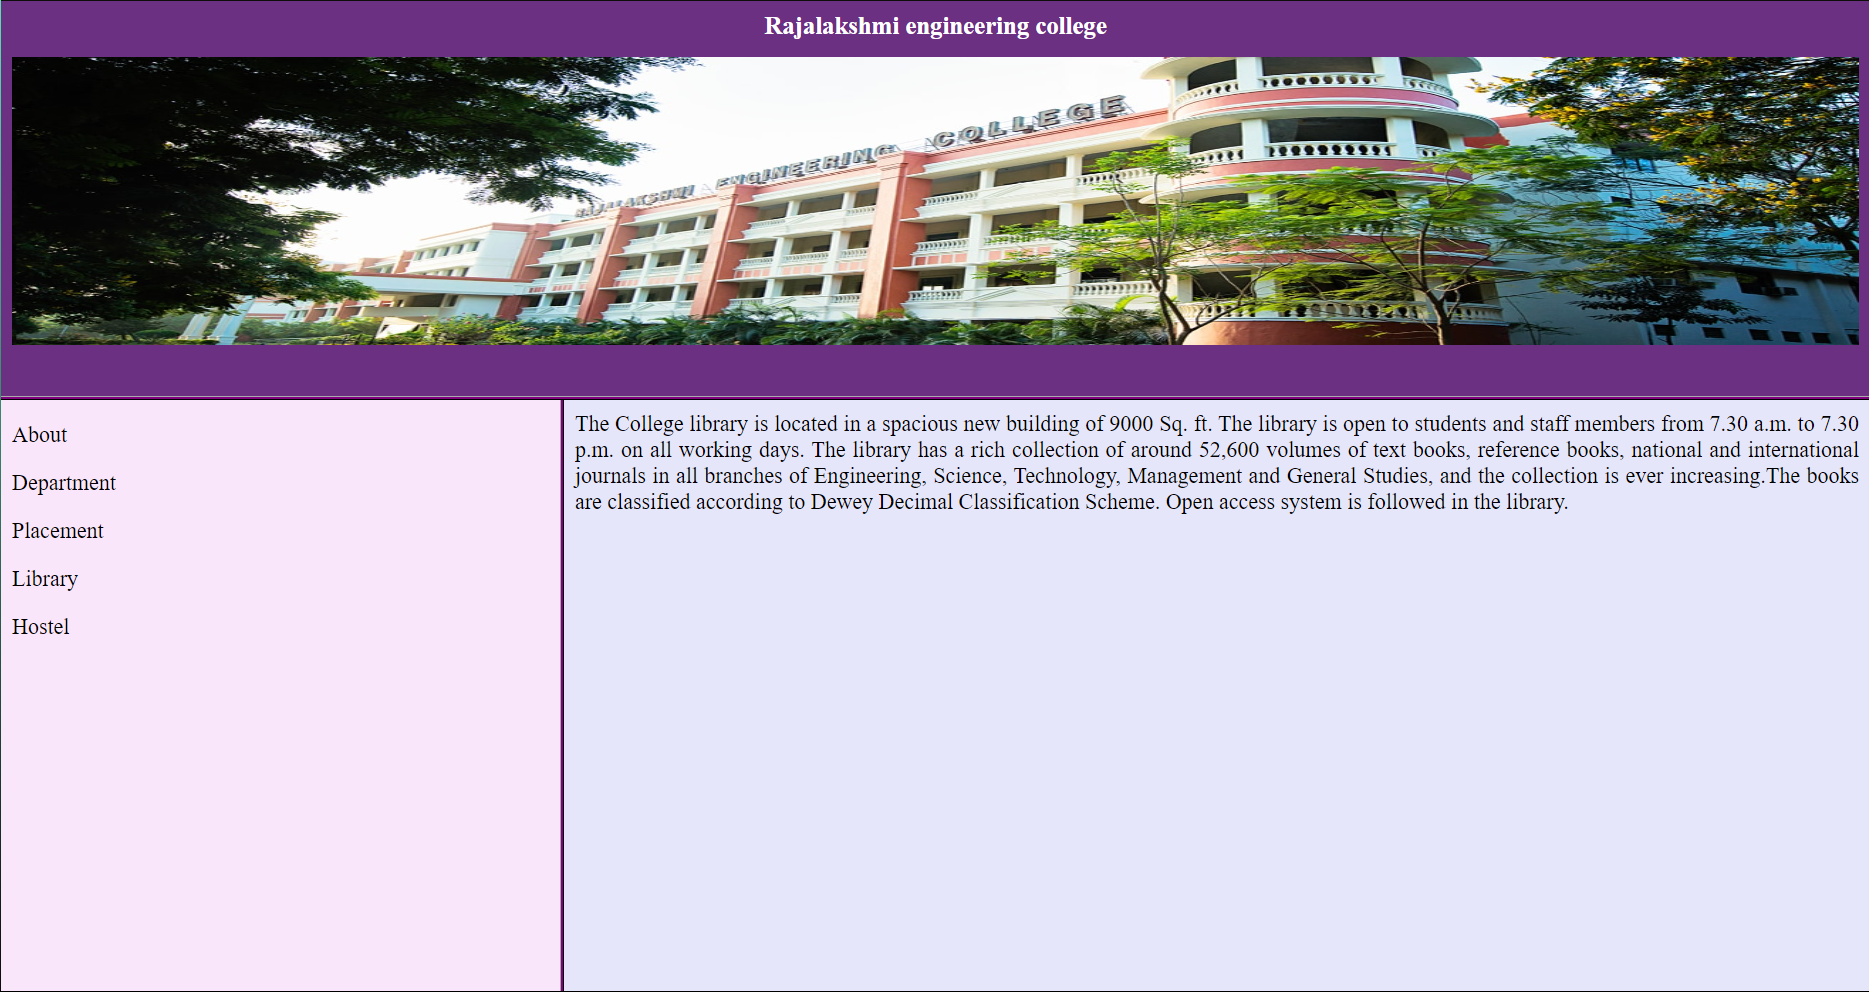 Rajalakshmi engineering college
RAJALAKSHMI ENGINEERING COLLEGE
About
Department
Placement
Library
Hostel
The College library is located in a spacious new building of 9000 Sq. ft. The library is open to students and staff members from 7.30 a.m. to 7.30
p.m. on all working days. The library has a rich collection of around 52,600 volumes of text books, reference books, national and international
journals in all branches of Engineering, Science, Technology, Management and General Studies, and the collection is ever increasing.The books
are classified according to Dewey Decimal Classification Scheme. Open access system is followed in the library.